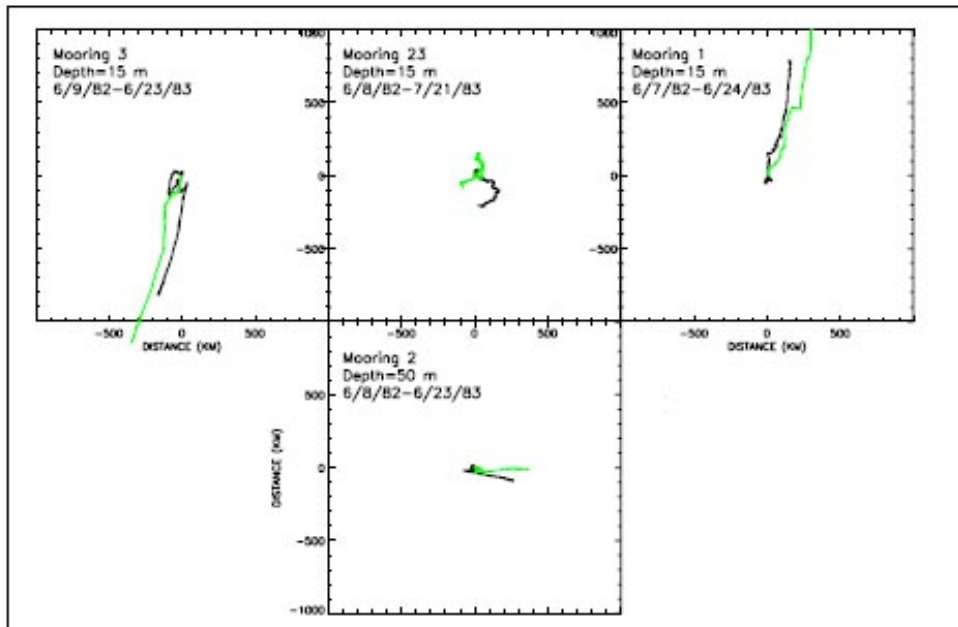 Mooring 3
Depth=15 m
6/9/82-6/23/83
Mooring 23
Depth=15 m
6/8/82-7/21/83
Mooring 1
Depth=15 m
6/7/82-6/24/83
1000
500
0
-500
1000
500
0
-500
-500 0 500
DISTANCE (KM)
-500 0 500
-500 0 500
DISTANCE (KM)
Mooring 2
Depth=50 m
6/8/82-6/23/83
DISTANCE (KM)
500
0
-500
-1000